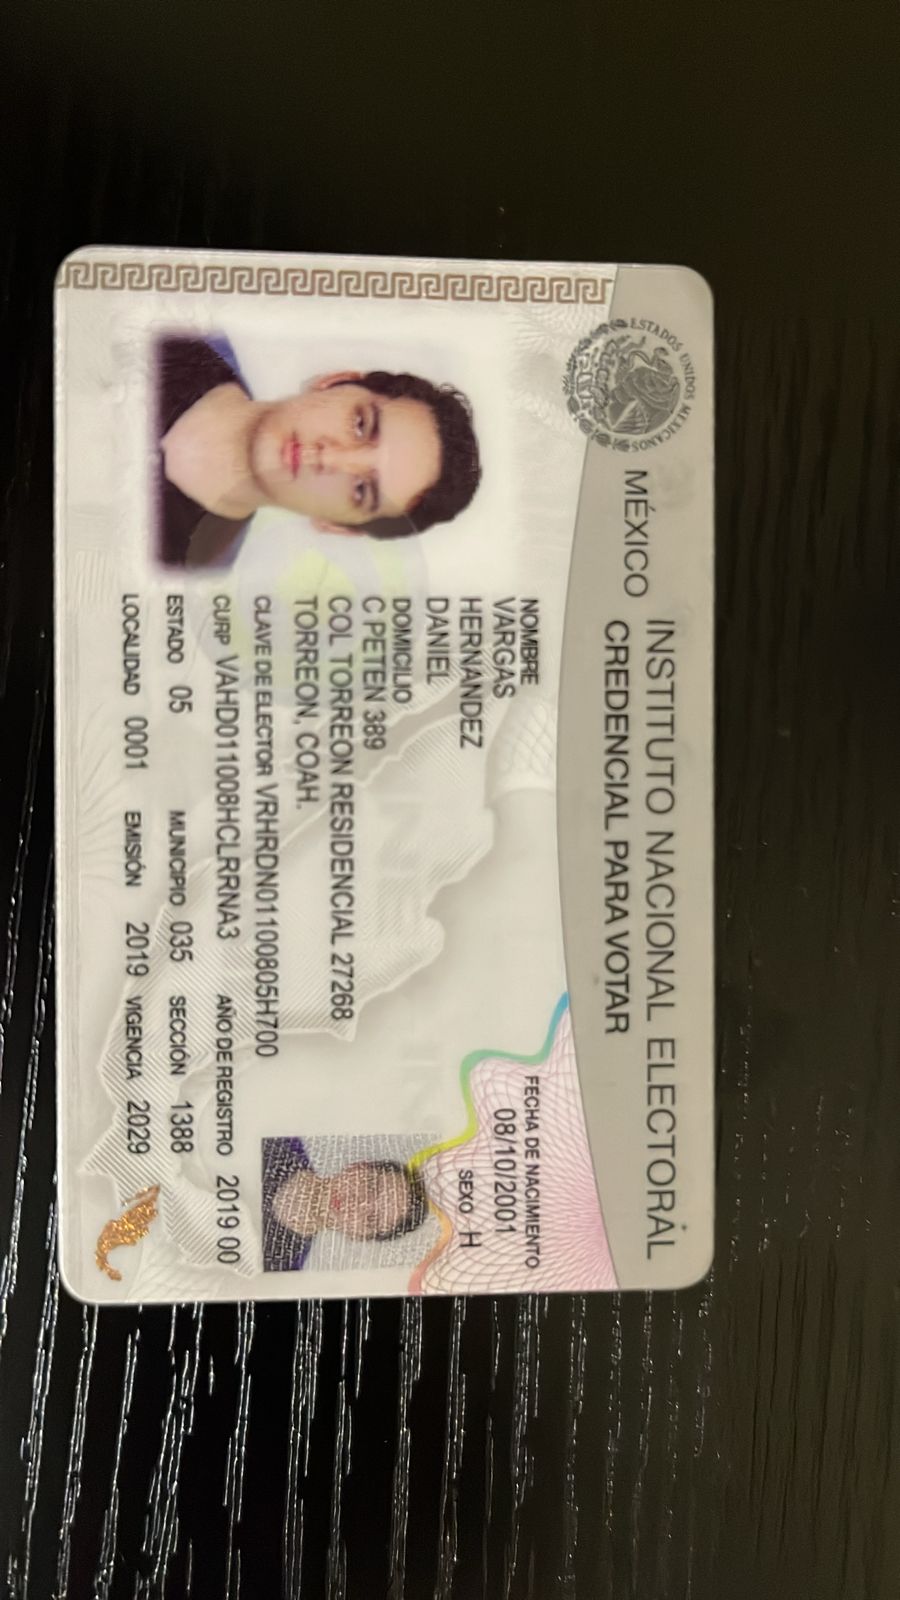 ESTADOS UNIDOS MEXICANOS
MÉXICO INSTITUTO NACIONAL ELECTORAL
CREDENCIAL PARA VOTAR
NOMBRE
VARGAS
HERNANDEZ
DANIEL
FECHA DE NACIMIENTO
08/10/2001
SEXO H
DOMICILIO
C PETEN 389
COL TORREON RESIDENCIAL 27268
TORREON, COAH.
CLAVE DE ELECTOR VRHRDN01100805H700
CURP VAHD011008HCLRRNA3 AÑO DE REGISTRO 2019 00
ESTADO 05 MUNICIPIO 035 SECCIÓN 1388
LOCALIDAD 0001 EMISIÓN 2019 VIGENCIA 2029